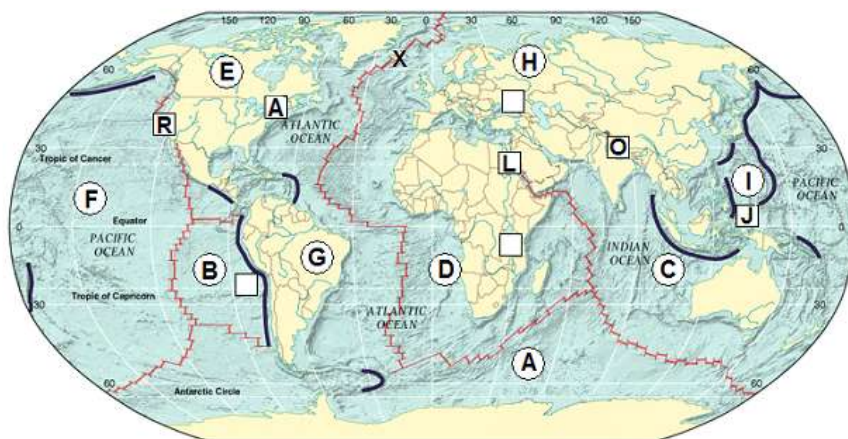 150 120 90 60 30 0 30 60 90 120 150
X
E
H
60
60
A
R
ATLANTIC
OCEAN
O
30
30
Tropic of Cancer
L
I
PACIFIC
OCEAN
F
J
Equator
0
0
PACIFIC
OCEAN
INDIAN
OCEAN
G
B
D
C
Tropic of Capricorn
30
30
ATLANTIC
OCEAN
A
60
60
Antarctic Circle